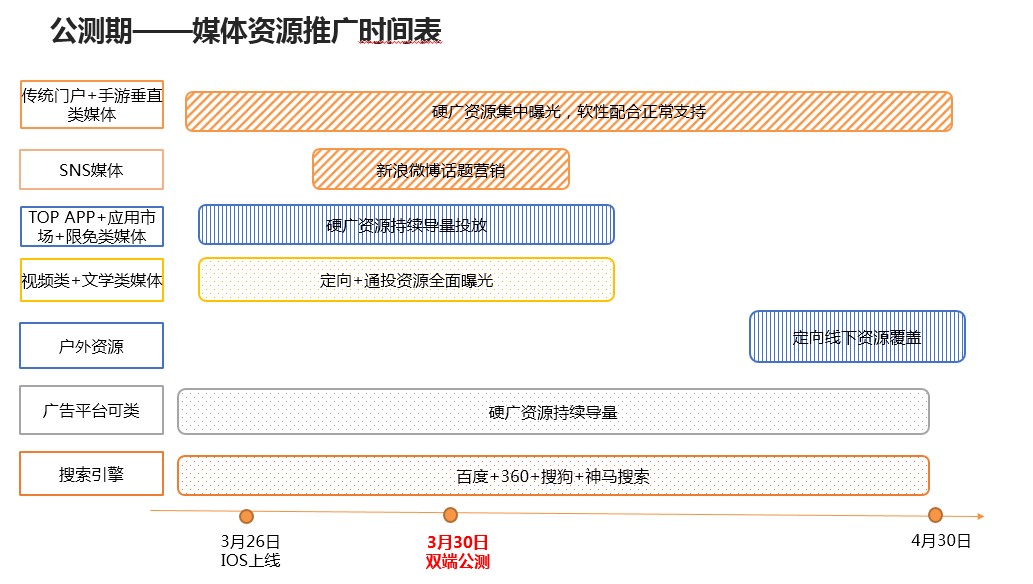 公测期——媒体资源推广时间表
传统门户+手游垂直
类媒体
硬广资源集中曝光，软性配合正常支持
SNS媒体
新浪微博话题营销
TOP APP+应用市
场+限免类媒体
硬广资源持续导量投放
视频类+文学类媒体
定向+通投资源全面曝光
户外资源
定向线下资源覆盖
广告平台可类
硬广资源持续导量
搜索引擎
百度+360+搜狗+神马搜索
3月26日
IOS上线
3月30日
双端公测
4月30日